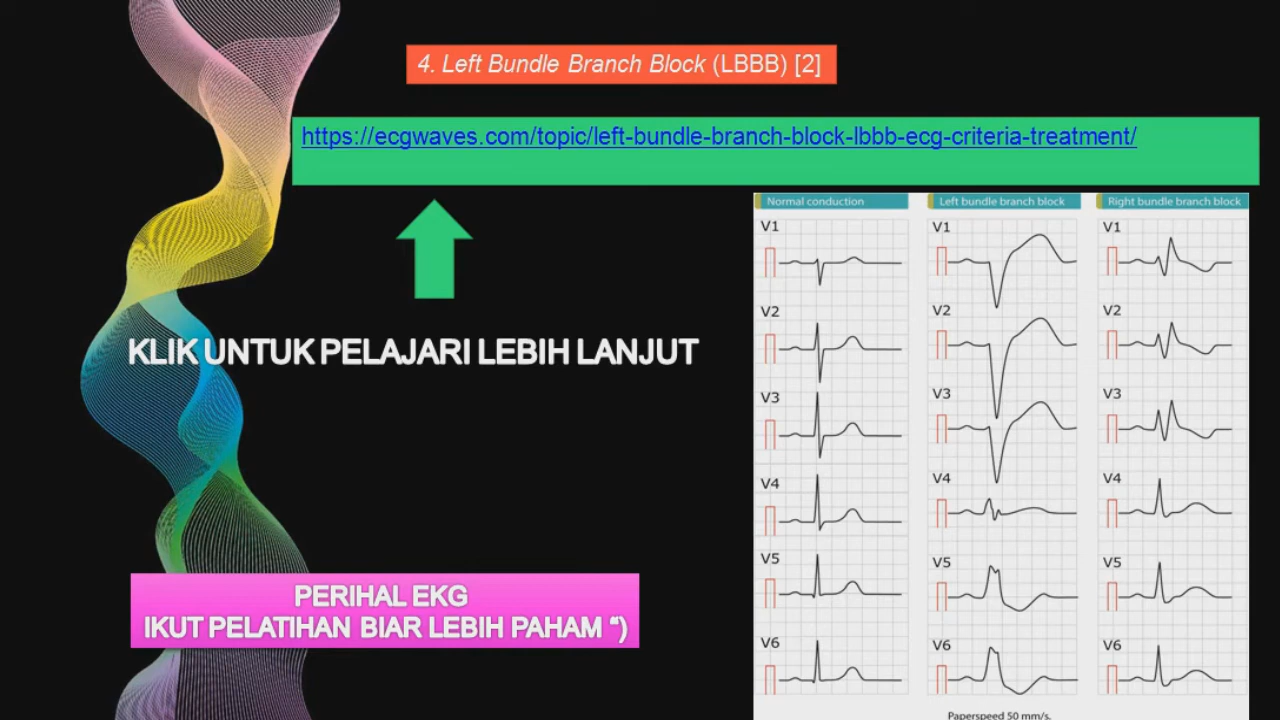 4. Left Bundle Branch Block (LBBB) [2]
https://ecgwaves.com/topic/left-bundle-branch-block-lbbb-ecg-criteria-treatment/
KLIK UNTUK PELAJARI LEBIH LANJUT
PERIHAL EKG
IKUT PELATIHAN BIAR LEBIH PAHAM “)
Normal conduction
V1
V2
V3
V4
V5
V6
Left bundle branch block
V1
V2
V3
V4
V5
V6
Right bundle branch block
V1
V2
V3
V4
V5
V6
Paperspeed 50 mm/s.